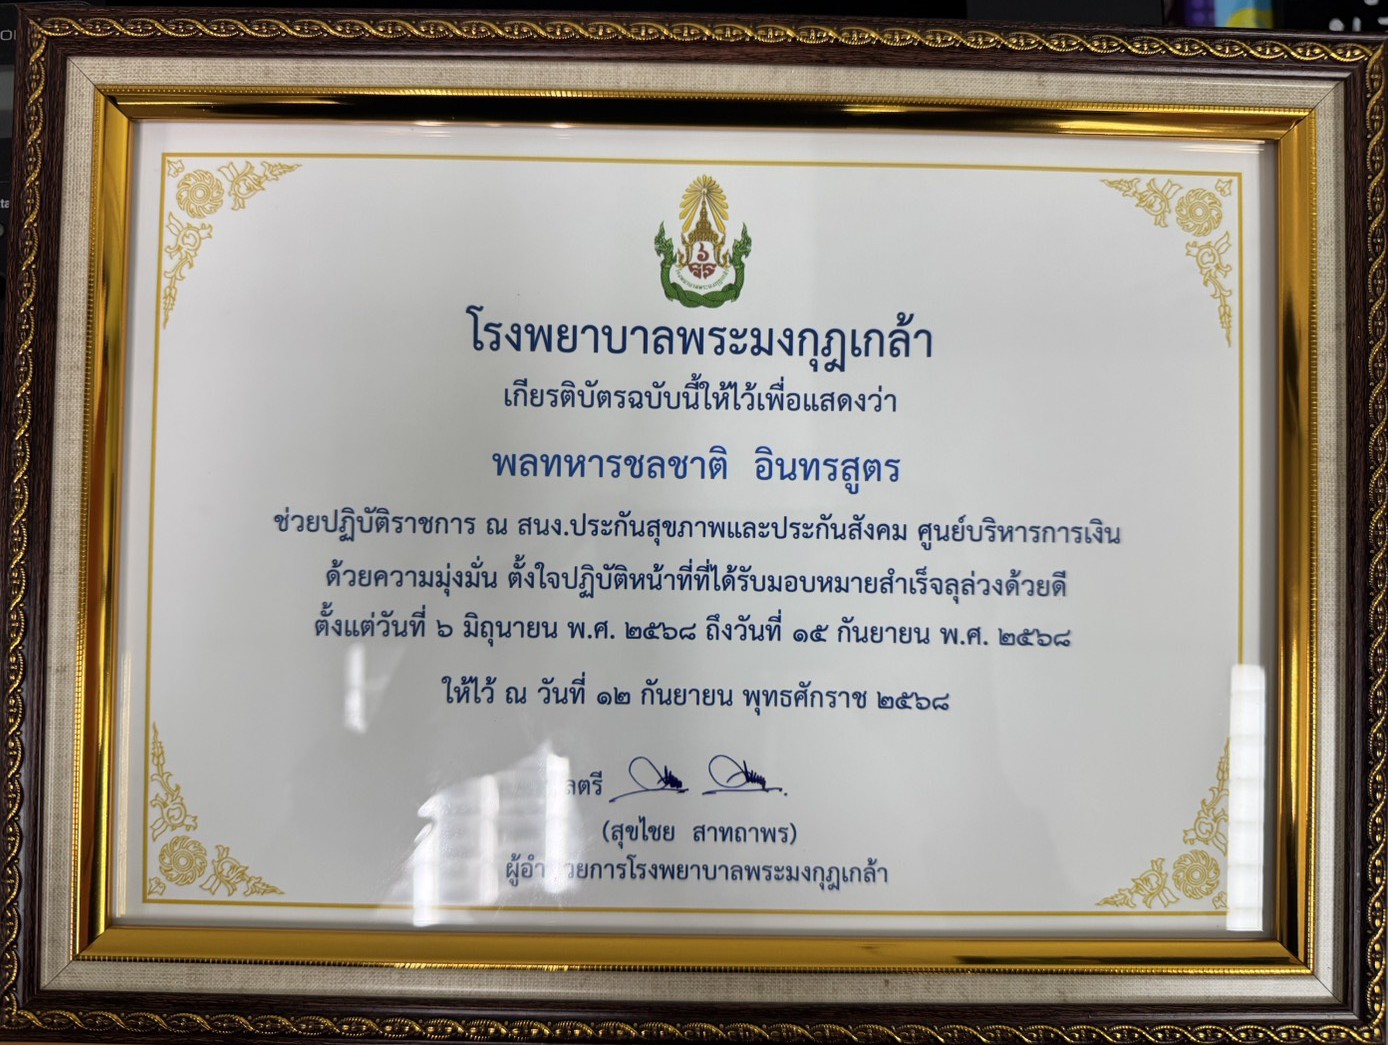 โรงพยาบาลพระมงกุฎเกล้า
เกียรติบัตรฉบับนี้ให้ไว้เพื่อแสดงว่า
พลทหารชลชาติ อินทรสูตร
ช่วยปฏิบัติราชการ ณ สนง.ประกันสุขภาพและประกันสังคม ศูนย์บริหารการเงิน
ด้วยความมุ่งมั่น ตั้งใจปฏิบัติหน้าที่ที่ได้รับมอบหมายสำเร็จลุล่วงด้วยดี
ตั้งแต่วันที่ ๖ มิถุนายน พ.ศ. ๒๕๖๘ ถึงวันที่ ๑๕ กันยายน พ.ศ. ๒๕๖๘
ให้ไว้ ณ วันที่ ๑๒ กันยายน พุทธศักราช ๒๕๖๘
(สุขไชย สาทถาพร)
ผู้อำนวยการโรงพยาบาลพระมงกุฎเกล้า